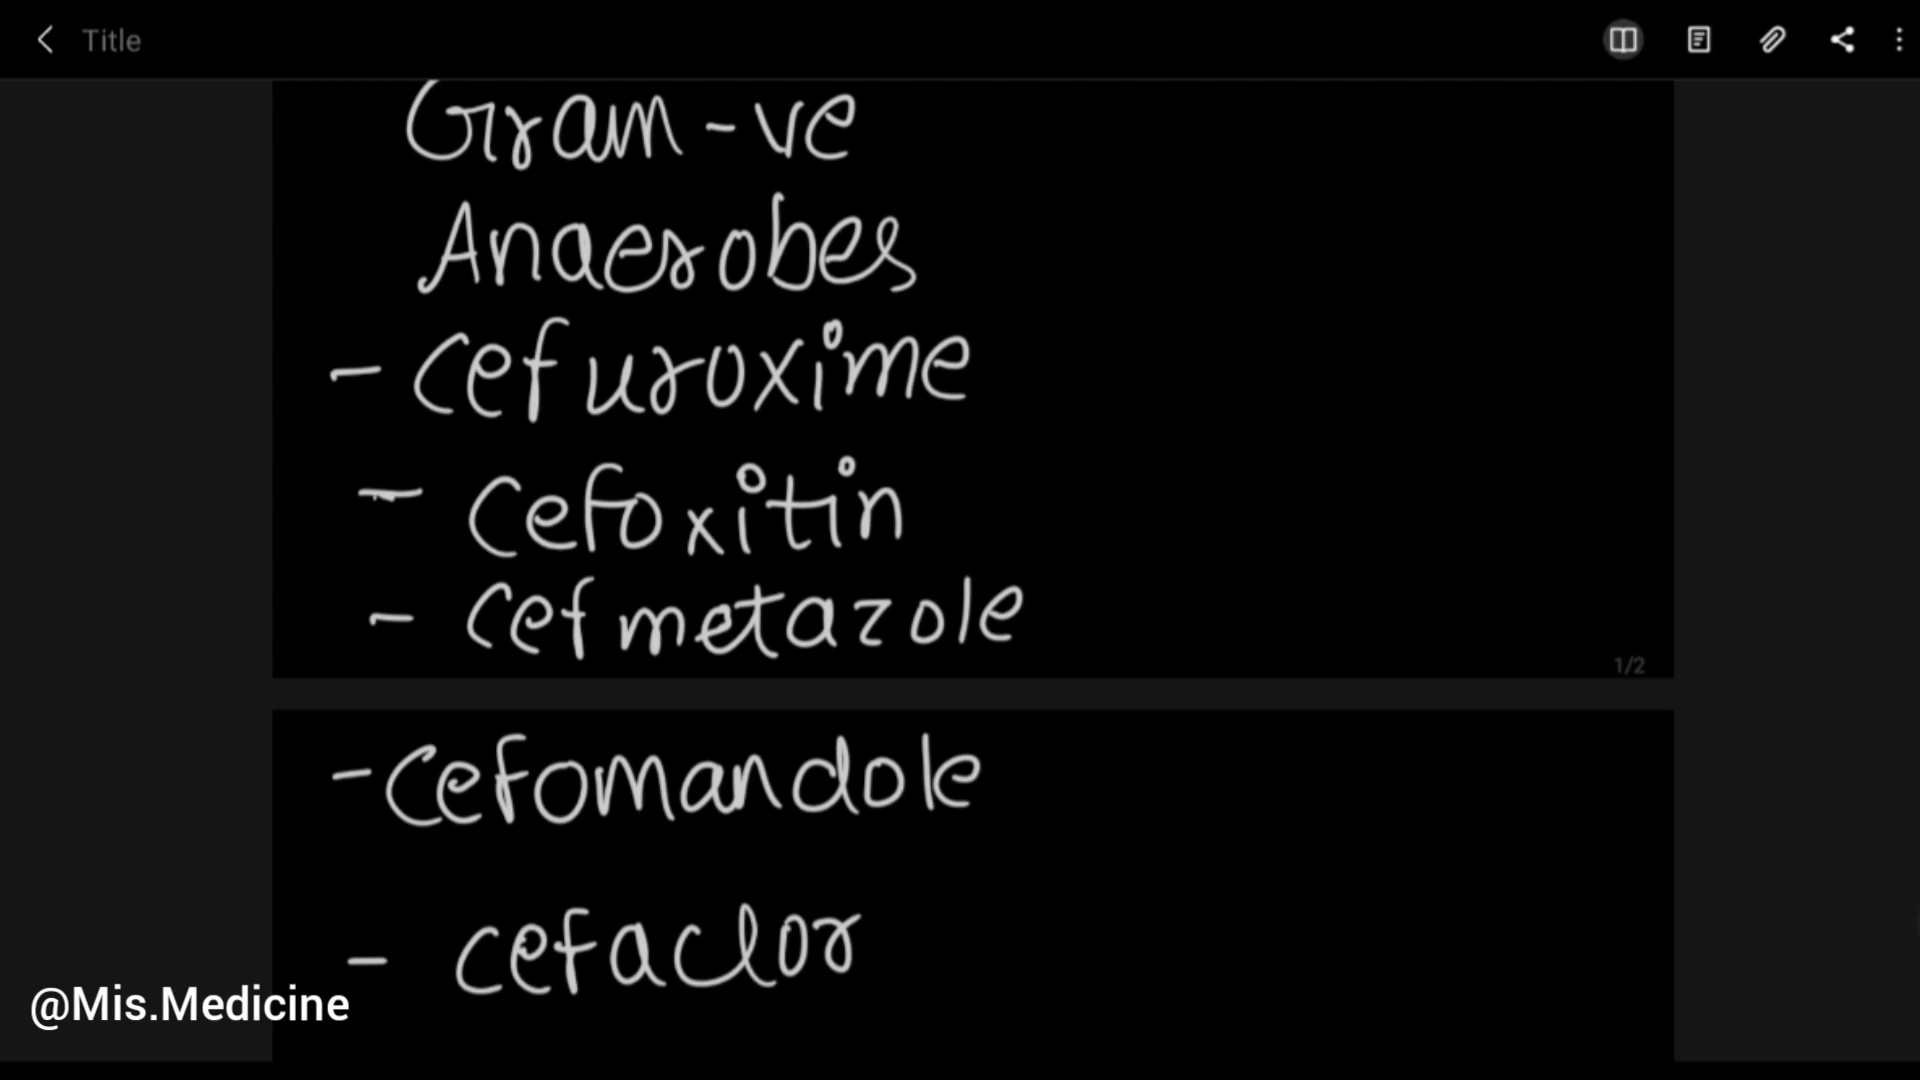 Title
Gram -ve
Anaerobes
- Cefuroxime
- Cefoxitin
- Cefmetazole
1/2
- Cefomandole
- cefaclor
@Mis.Medicine